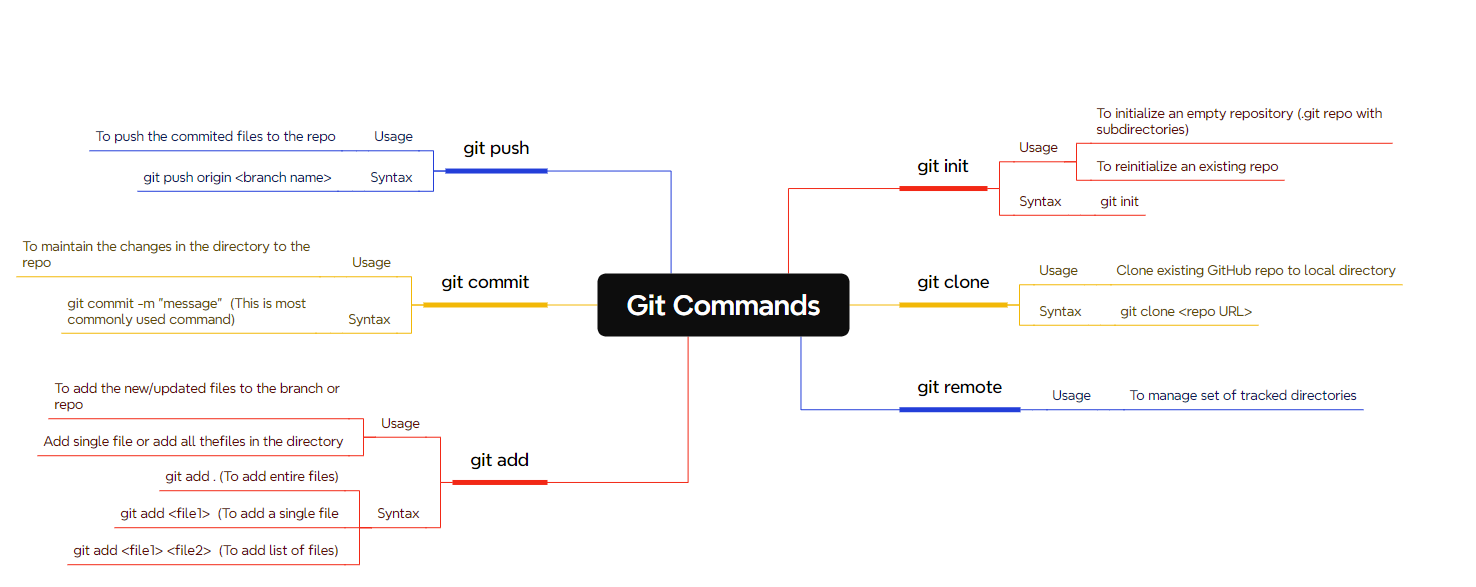 Git Commands
git init
Usage
To initialize an empty repository (.git repo with
subdirectories)
To reinitialize an existing repo
Syntax
git init
git clone
Usage
Clone existing GitHub repo to local directory
Syntax
git clone <repo URL>
git remote
Usage
To manage set of tracked directories
git push
Usage
To push the commited files to the repo
Syntax
git push origin <branch name>
git commit
Usage
To maintain the changes in the directory to the
repo
Syntax
git commit -m "message"  (This is most
commonly used command)
git add
Usage
To add the new/updated files to the branch or
repo
Add single file or add all thefiles in the directory
Syntax
git add . (To add entire files)
git add <file1>  (To add a single file
git add <file1> <file2>  (To add list of files)